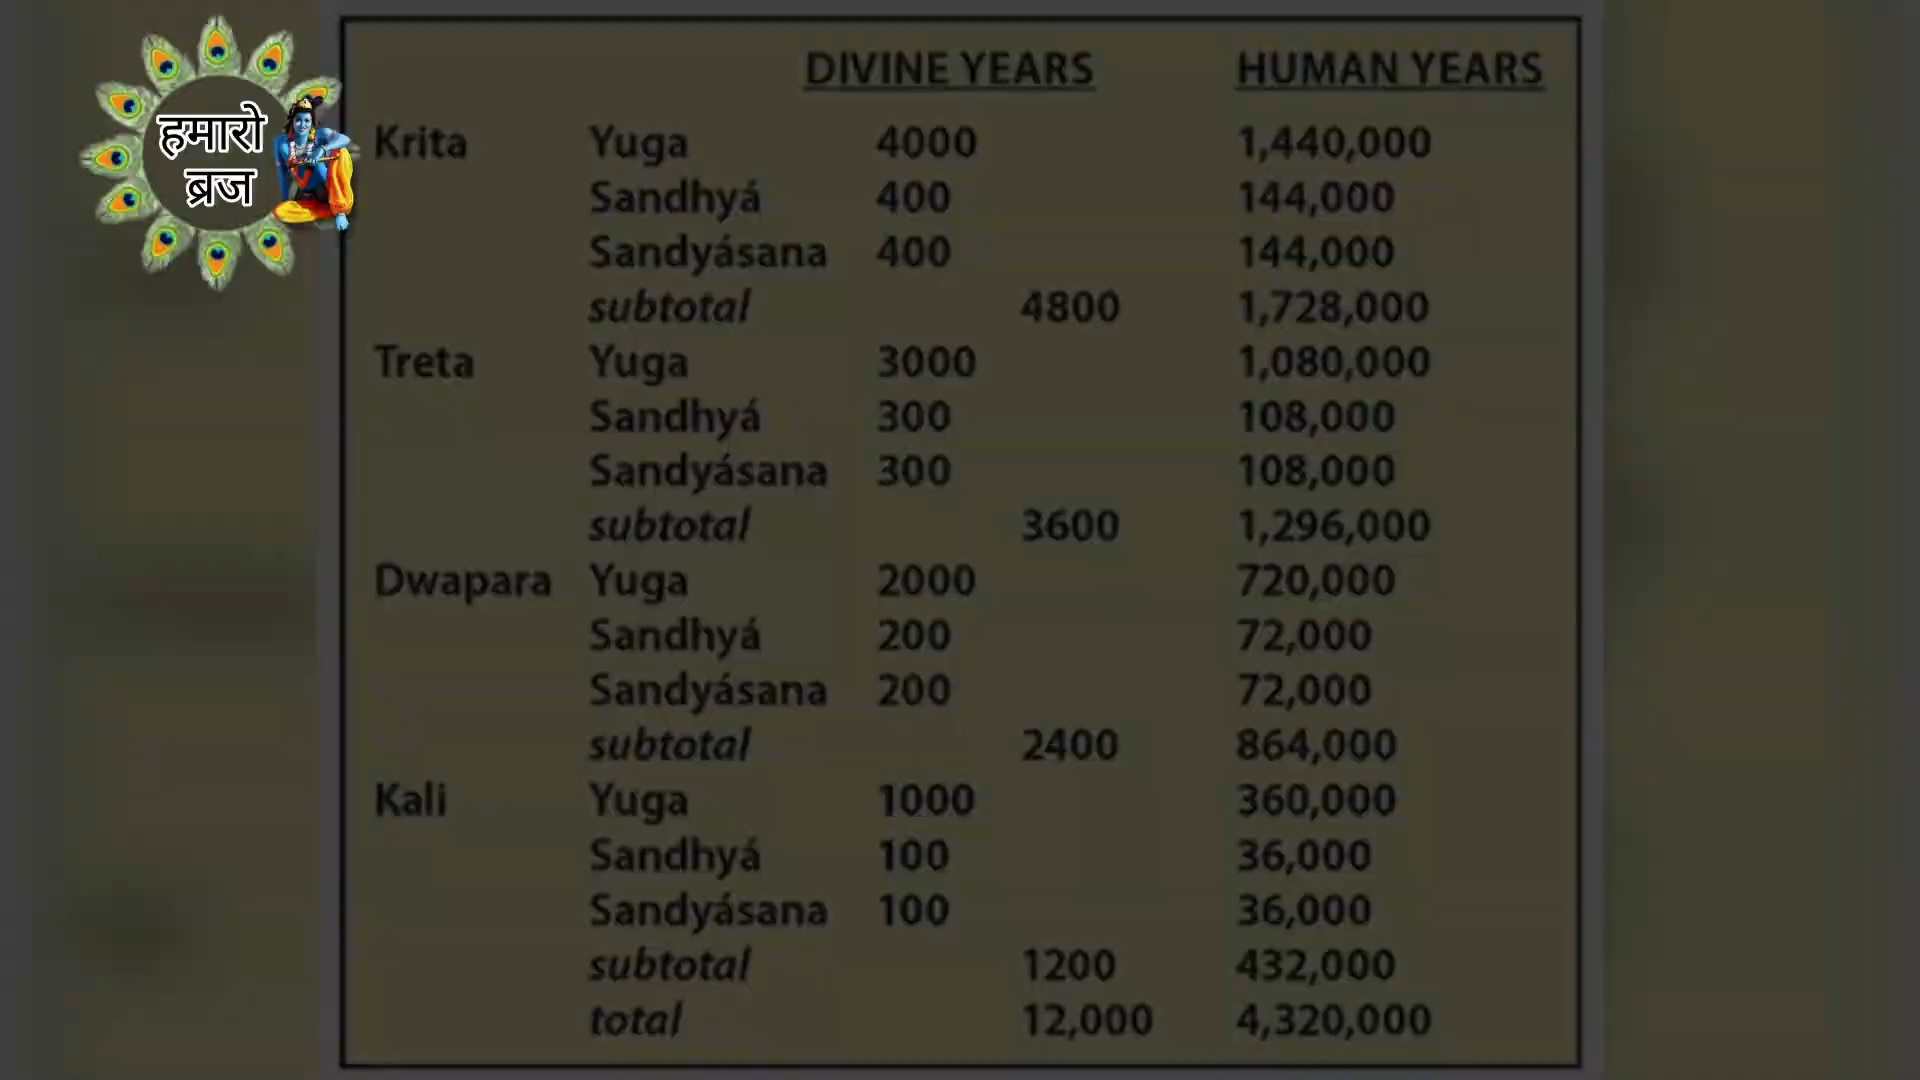 हमारो
ब्रज
DIVINE YEARS HUMAN YEARS
Krita Yuga 4000 1,440,000
Sandhyá 400 144,000
Sandyásana 400 144,000
subtotal 4800 1,728,000
Treta Yuga 3000 1,080,000
Sandhyá 300 108,000
Sandyásana 300 108,000
subtotal 3600 1,296,000
Dwapara Yuga 2000 720,000
Sandhyá 200 72,000
Sandyásana 200 72,000
subtotal 2400 864,000
Kali Yuga 1000 360,000
Sandhyá 100 36,000
Sandyásana 100 36,000
subtotal 1200 432,000
total 12,000 4,320,000